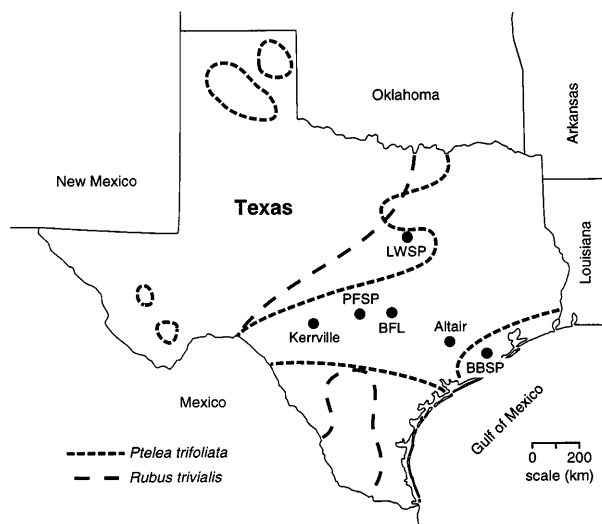 Oklahoma
Arkansas
New Mexico
Texas
Louisiana
LWSP
PFSP
Kerrville
BFL
Altair
BBSP
Mexico
Gulf of Mexico
Ptelea trifoliata
Rubus trivialis
0 200
scale (km)